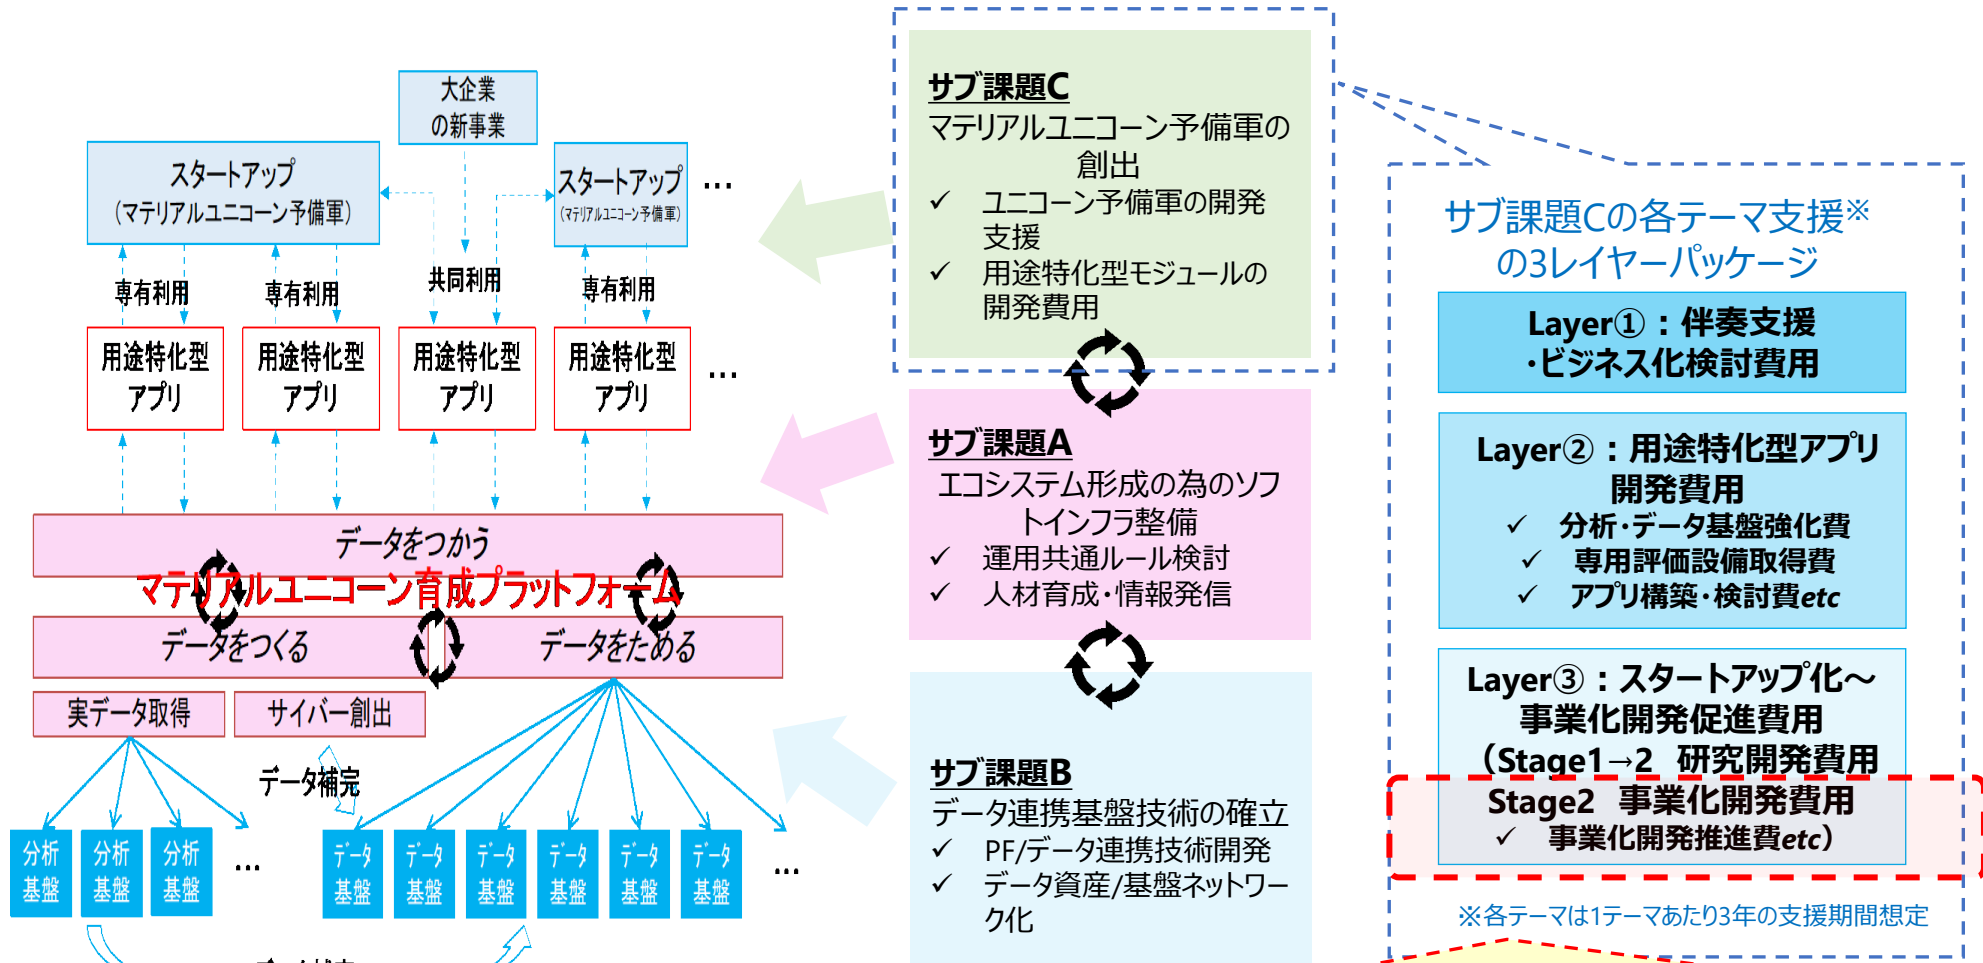 大企業
の新事業
スタートアップ
（マテリアルユニコーン予備軍）
スタートアップ
（マテリアルユニコーン予備軍）
…
専有利用
専有利用
共同利用
専有利用
用途特化型
アプリ
用途特化型
アプリ
用途特化型
アプリ
用途特化型
アプリ
…
データをつかう
マテリアルユニコーン育成プラットフォーム
データをつくる
データをためる
実データ取得
サイバー創出
データ補完
分析
基盤
分析
基盤
分析
基盤
…
データ
基盤
データ
基盤
データ
基盤
データ
基盤
データ
基盤
データ
基盤
…
サブ課題C
マテリアルユニコーン予備軍の
創出
✓ ユニコーン予備軍の開発
支援
✓ 用途特化型モジュールの
開発費用
サブ課題A
エコシステム形成の為のソフ
トインフラ整備
✓ 運用共通ルール検討
✓ 人材育成・情報発信
サブ課題B
データ連携基盤技術の確立
✓ PF/データ連携技術開発
✓ データ資産/基盤ネットワー
ク化
サブ課題Cの各テーマ支援※
の3レイヤーパッケージ
Layer①：伴奏支援
・ビジネス化検討費用
Layer②：用途特化型アプリ
開発費用
✓ 分析・データ基盤強化費
✓ 専用評価設備取得費
✓ アプリ構築・検討費etc
Layer③：スタートアップ化～
事業化開発促進費用
（Stage1→2 研究開発費用
Stage2 事業化開発費用
✓ 事業化開発推進費etc）
※各テーマは1テーマあたり3年の支援期間想定